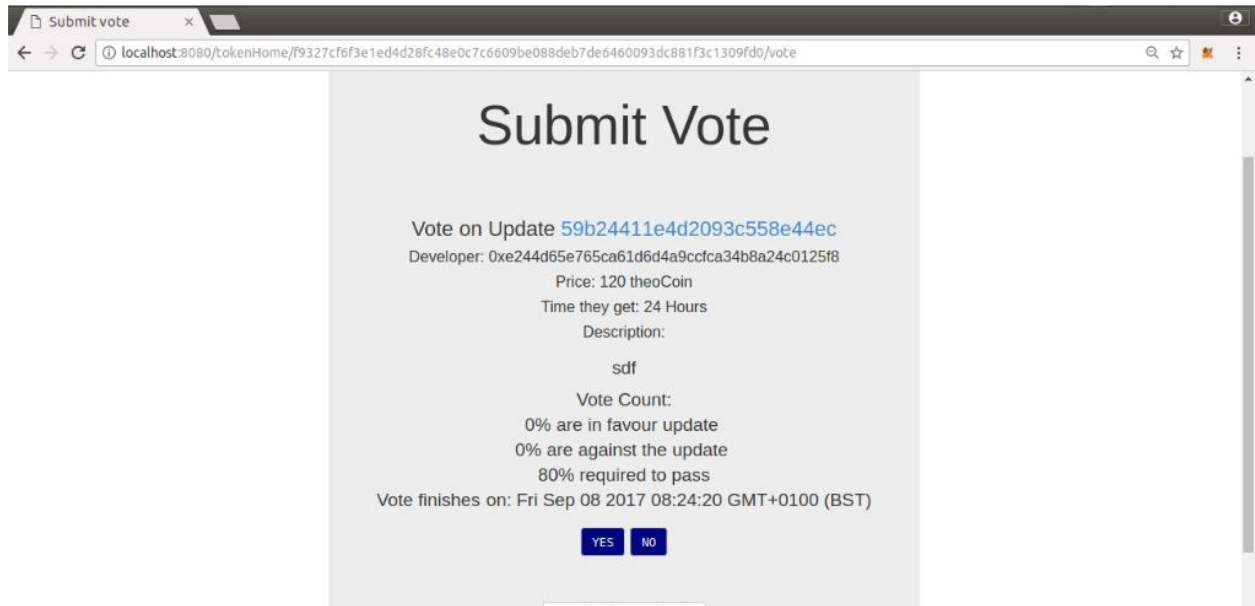 Submit vote
localhost:8080/tokenHome/f9327cf6f3e1ed4d28fc48e0c7c6609be088deb7de6460093dc881f3c1309fd0/vote
Submit Vote
Vote on Update 59b24411e4d2093c558e44ec
Developer: 0xe244d65e765ca61d6d4a9ccfca34b8a24c0125f8
Price: 120 theoCoin
Time they get: 24 Hours
Description:
sdf
Vote Count:
0% are in favour update
0% are against the update
80% required to pass
Vote finishes on: Fri Sep 08 2017 08:24:20 GMT+0100 (BST)
YES NO